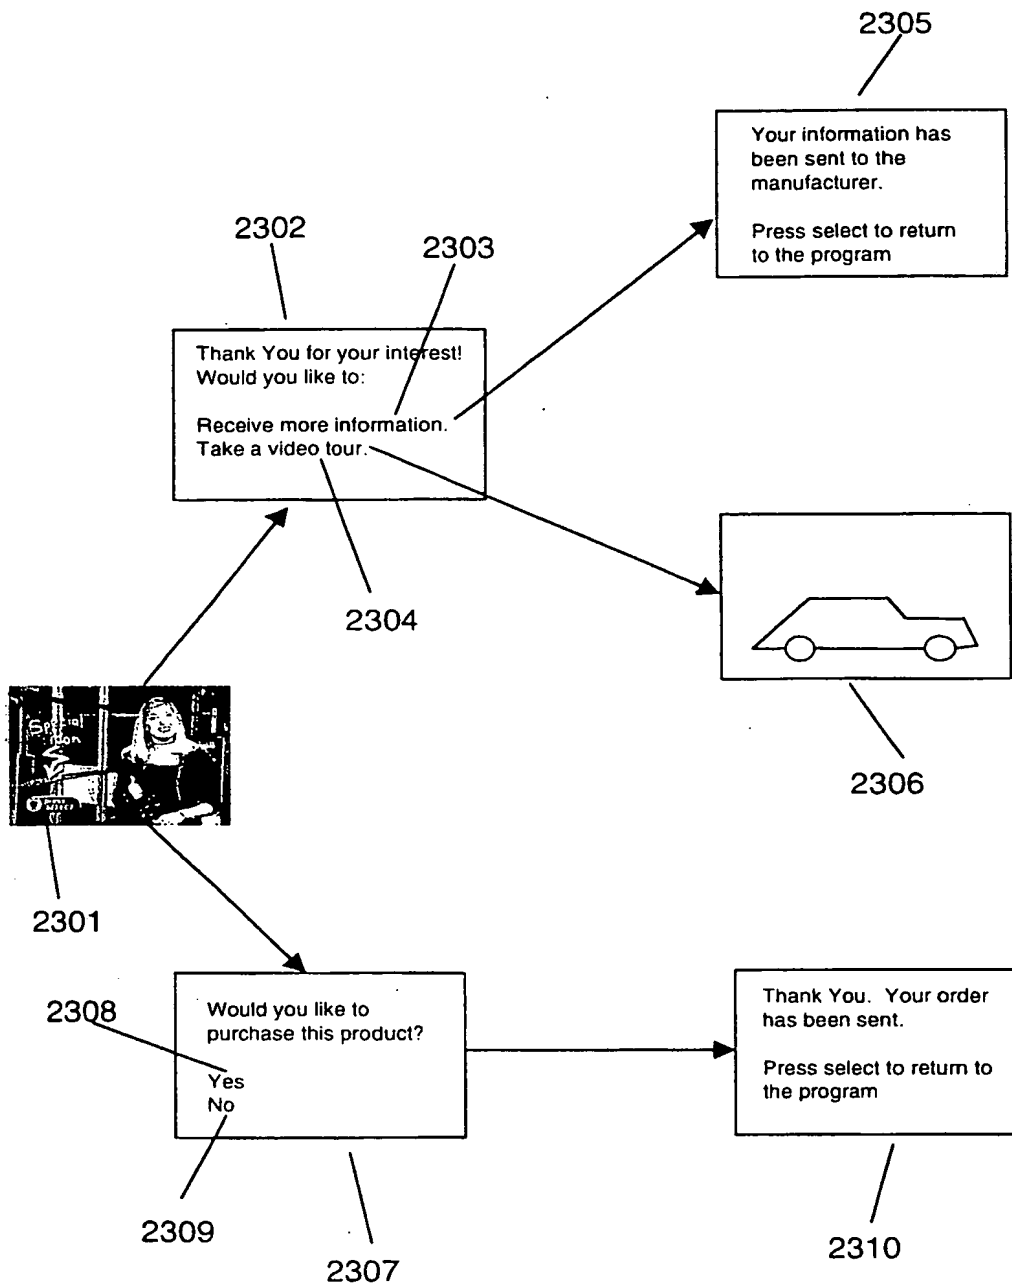 2305
Your information has
been sent to the
manufacturer.
Press select to return
to the program
2302
2303
Thank You for your interest!
Would you like to:
Receive more information.
Take a video tour.
2304
2306
Special
2301
2308
Would you like to
purchase this product?
Yes
No
2309
2307
Thank You. Your order
has been sent.
Press select to return to
the program
2310